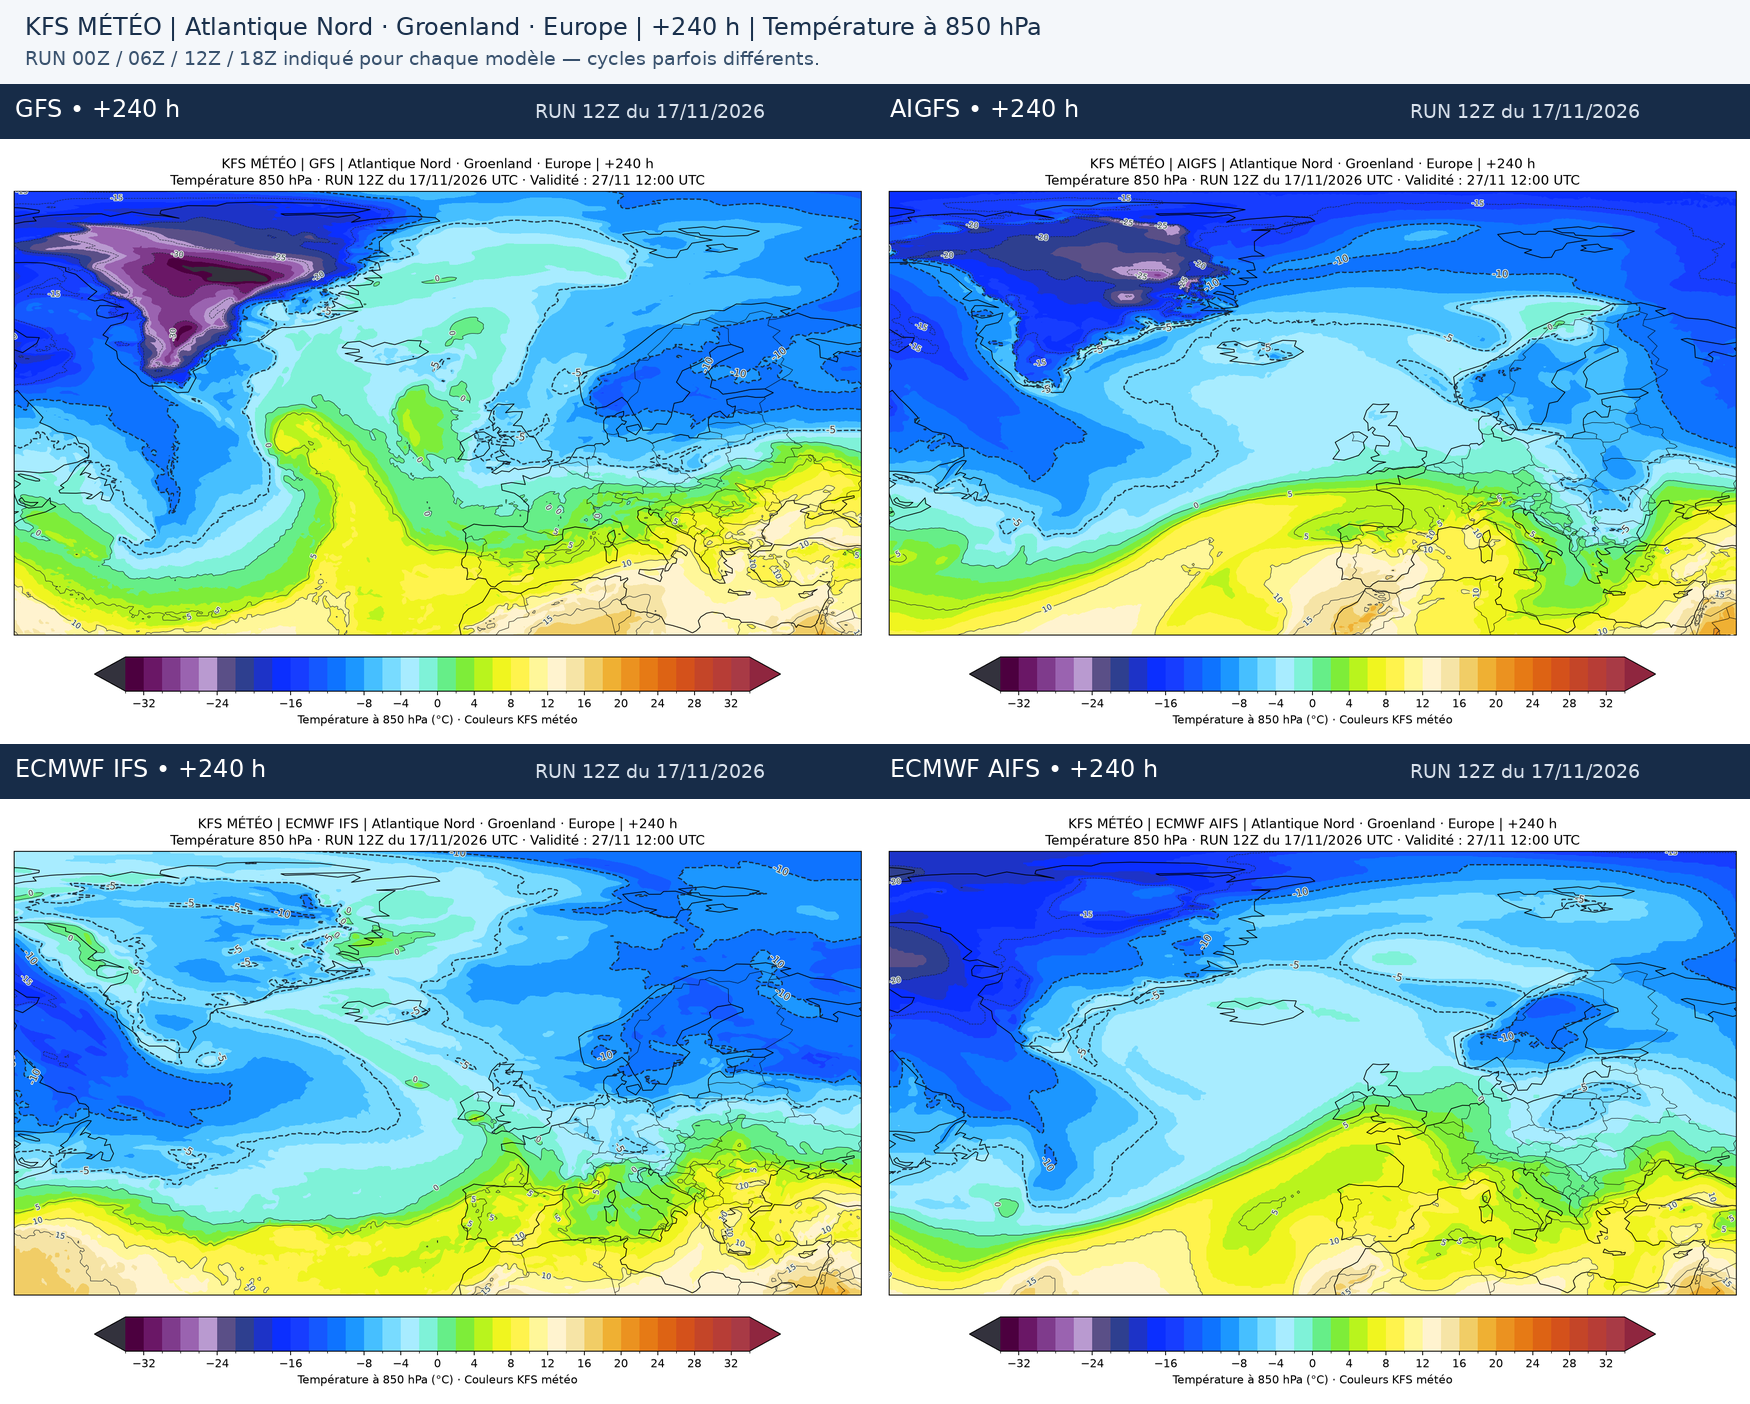 KFS MÉTÉO | Atlantique Nord · Groenland · Europe | +240 h | Température à 850 hPa
RUN 00Z / 06Z / 12Z / 18Z indiqué pour chaque modèle — cycles parfois différents.
GFS • +240 h
RUN 12Z du 17/11/2026
AIGFS • +240 h
RUN 12Z du 17/11/2026
KFS MÉTÉO | GFS | Atlantique Nord · Groenland · Europe | +240 h
Température 850 hPa · RUN 12Z du 17/11/2026 UTC · Validité : 27/11 12:00 UTC
KFS MÉTÉO | AIGFS | Atlantique Nord · Groenland · Europe | +240 h
Température 850 hPa · RUN 12Z du 17/11/2026 UTC · Validité : 27/11 12:00 UTC
−32 −24 −16 −8 −4 0 4 8 12 16 20 24 28 32
Température à 850 hPa (°C) · Couleurs KFS météo
−32 −24 −16 −8 −4 0 4 8 12 16 20 24 28 32
Température à 850 hPa (°C) · Couleurs KFS météo
ECMWF IFS • +240 h
RUN 12Z du 17/11/2026
ECMWF AIFS • +240 h
RUN 12Z du 17/11/2026
KFS MÉTÉO | ECMWF IFS | Atlantique Nord · Groenland · Europe | +240 h
Température 850 hPa · RUN 12Z du 17/11/2026 UTC · Validité : 27/11 12:00 UTC
KFS MÉTÉO | ECMWF AIFS | Atlantique Nord · Groenland · Europe | +240 h
Température 850 hPa · RUN 12Z du 17/11/2026 UTC · Validité : 27/11 12:00 UTC
−32 −24 −16 −8 −4 0 4 8 12 16 20 24 28 32
Température à 850 hPa (°C) · Couleurs KFS météo
−32 −24 −16 −8 −4 0 4 8 12 16 20 24 28 32
Température à 850 hPa (°C) · Couleurs KFS météo